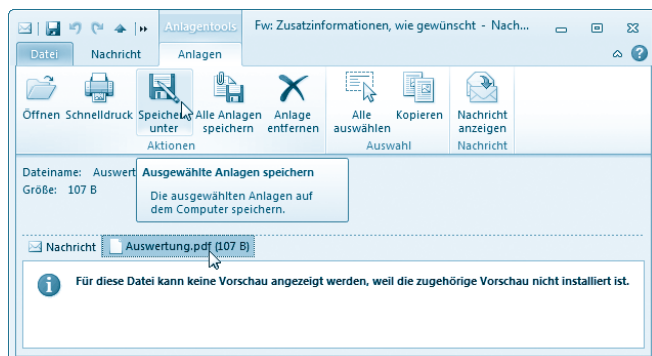 Anlagentools
Fw: Zusatzinformationen, wie gewünscht - Nach...
Datei Nachricht Anlagen
Öffnen Schnelldruck Speichern unter Alle Anlagen speichern Anlage entfernen Alle auswählen Kopieren Nachricht anzeigen
Aktionen Auswahl Nachricht
Dateiname: Auswert
Größe: 107 B
Ausgewählte Anlagen speichern
Die ausgewählten Anlagen auf
dem Computer speichern.
Nachricht Auswertung.pdf (107 B)
Für diese Datei kann keine Vorschau angezeigt werden, weil die zugehörige Vorschau nicht installiert ist.